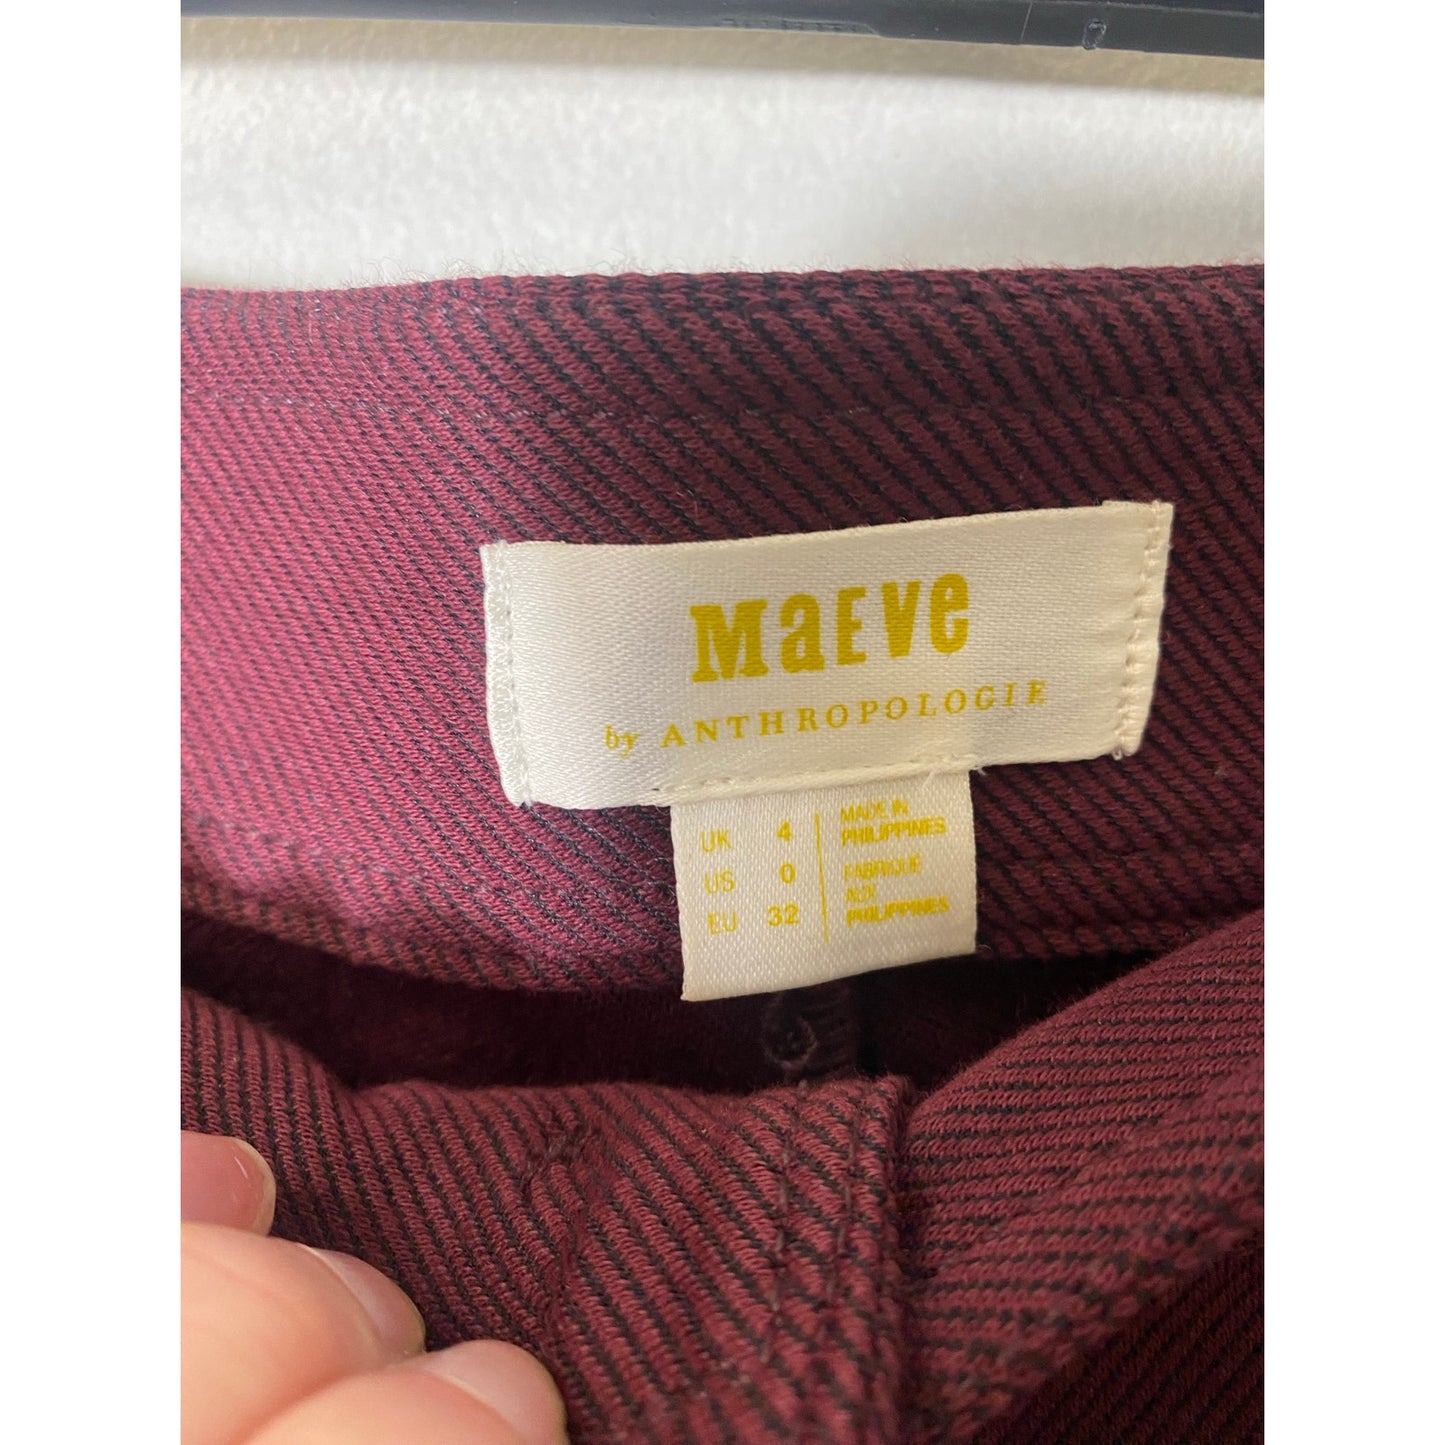 MaEVe
by ANTHROPOLOGIE
UK 4
US 0
EU 32
MADE IN
PHILIPPINES
FABRIQUE
AUX
PHILIPPINES